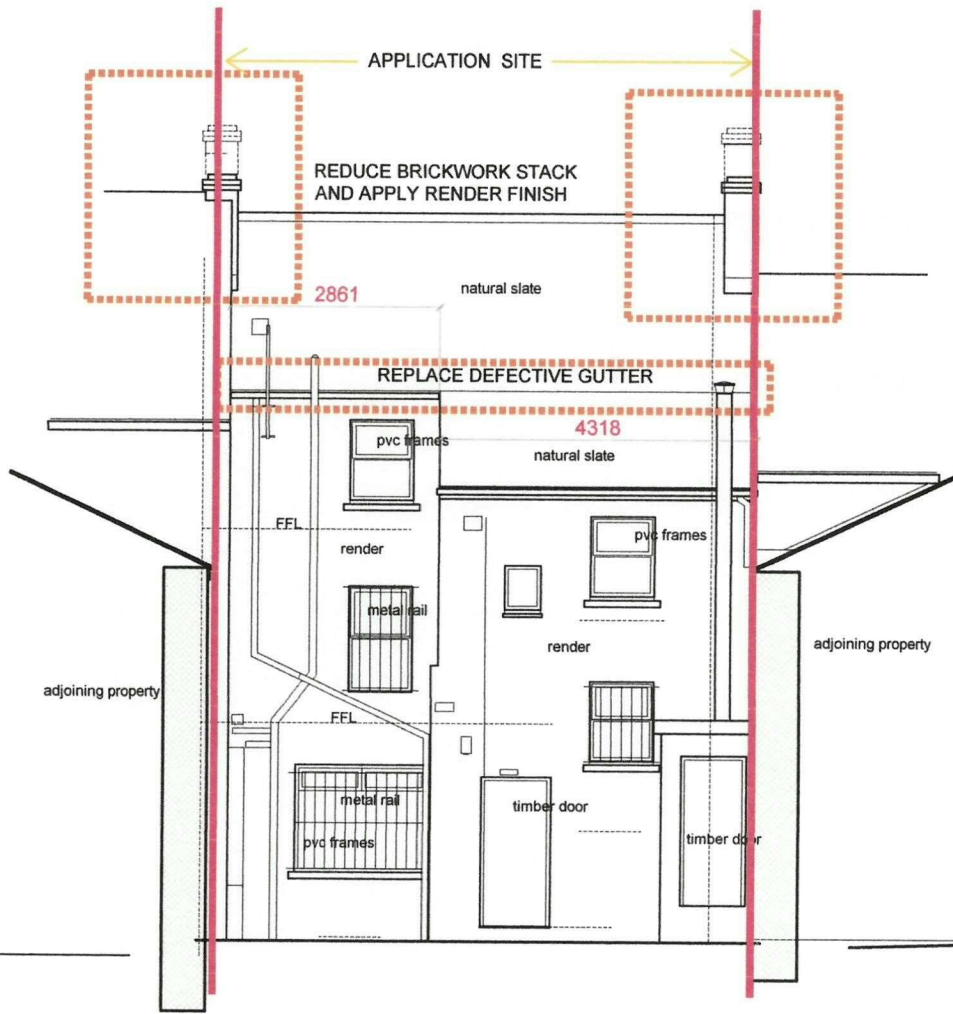 APPLICATION SITE
REDUCE BRICKWORK STACK
AND APPLY RENDER FINISH
2861
natural slate
REPLACE DEFECTIVE GUTTER
4318
pvc frames
natural slate
FFL
pvc frames
render
metal rail
render
adjoining property
adjoining property
FFL
metal rail
timber door
pvc frames
timber door